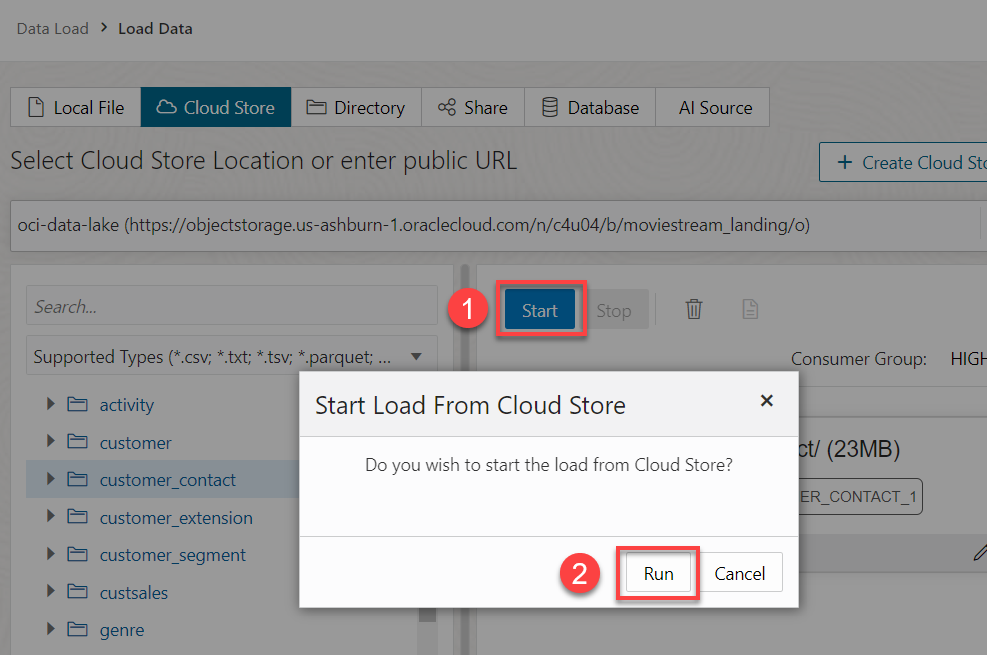 Data Load > Load Data
Local File
Cloud Store
Directory
Share
Database
AI Source
Select Cloud Store Location or enter public URL
+ Create Cloud Sto
oci-data-lake (https://objectstorage.us-ashburn-1.oraclecloud.com/n/c4u04/b/moviestream_landing/o)
Search...
1
Start
Stop
Supported Types (*.csv; *.txt; *.tsv; *.parquet; ...
Consumer Group: HIGH
activity
customer
customer_contact
customer_extension
customer_segment
custsales
genre
Start Load From Cloud Store
Do you wish to start the load from Cloud Store?
ct/ (23MB)
ER_CONTACT_1
2
Run
Cancel